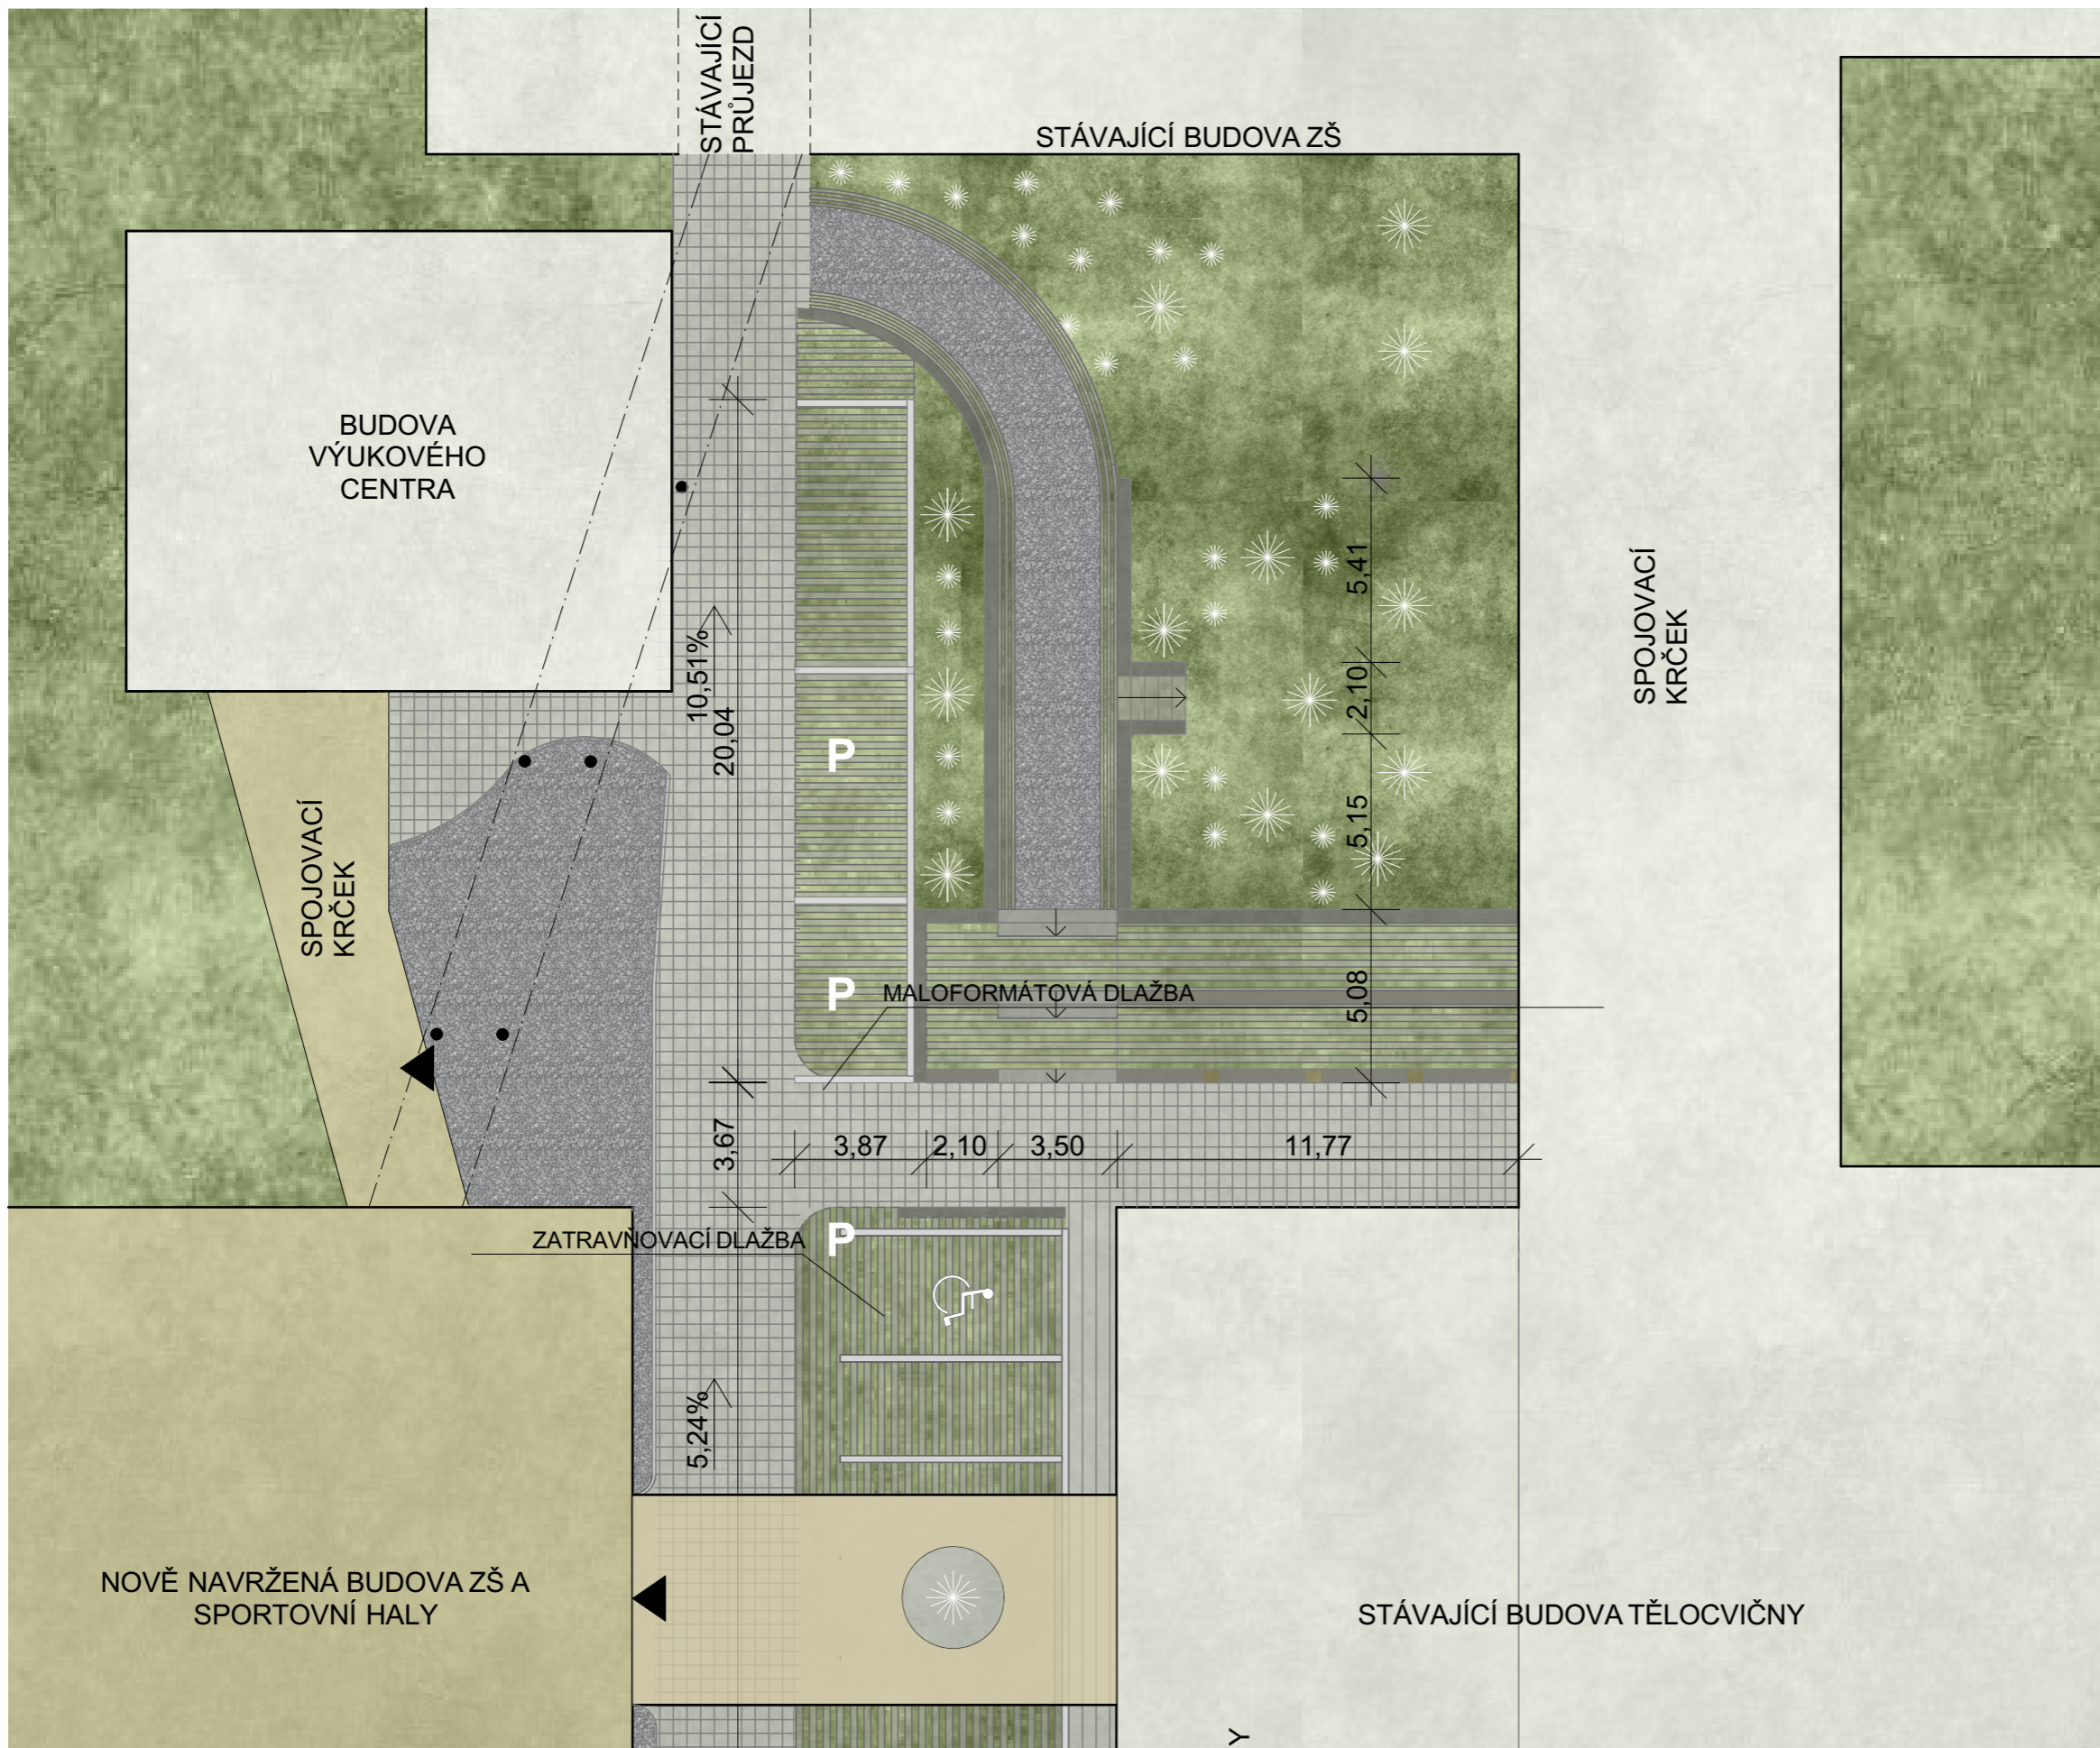 STÁVAJÍCÍ
PRŮJEZD
STÁVAJÍCÍ BUDOVA ZŠ
BUDOVA
VÝUKOVÉHO
CENTRA
5,41
SPOJOVACÍ
KRČEK
10,51%
20,04
2,10
P
5,15
SPOJOVACÍ
KRČEK
P
MALOFORMÁTOVÁ DLAŽBA
5,08
3,67
3,87
2,10
3,50
11,77
ZATRAVŇOVACÍ DLAŽBA
P
5,24%
NOVĚ NAVRŽENÁ BUDOVA ZŠ A
SPORTOVNÍ HALY
STÁVAJÍCÍ BUDOVA TĚLOCVIČNY
Y